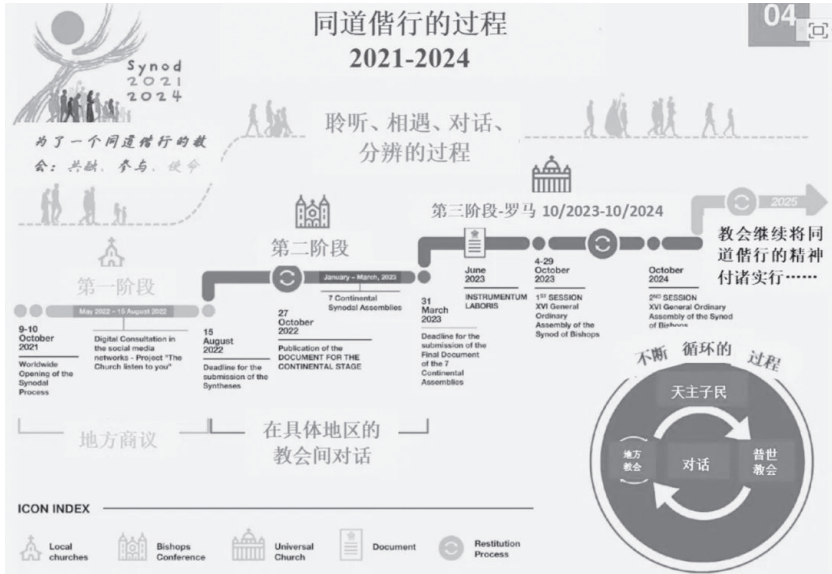 同道偕行的过程
2021-2024
04
Synod
2021
2024
为了一个同道偕行的教
会：共融、参与、使命
聆听、相遇、对话、
分辨的过程
第一阶段
May 2022 – 15 August 2022
9-10
October
2021
Worldwide
Opening of the
Synodal
Process
Digital Consultation in
the social media
networks - Project "The
Church listen to you"
第二阶段
January – March, 2023
7 Continental
Synodal Assemblies
15
August
2022
Deadline for the
submission of the
Syntheses
27
October
2022
Publication of the
DOCUMENT FOR THE
CONTINENTAL STAGE
31
March
2023
Deadline for the
submission of the
Final Document
of the 7
Continental
Assemblies
第三阶段-罗马 10/2023-10/2024
June
2023
INSTRUMENTUM
LABORIS
4-29
October
2023
1ST SESSION
XVI General
Ordinary
Assembly of the
Synod of Bishops
October
2024
2ND SESSION
XVI General Ordinary
Assembly of the Synod
of Bishops
2025
教会继续将同
道偕行的精神
付诸实行……
地方商议
在具体地区的
教会间对话
不断 循环的 过程
天主子民
地方
教会
对话
普世
教会
ICON INDEX
Local
churches
Bishops
Conference
Universal
Church
Document
Restitution
Process